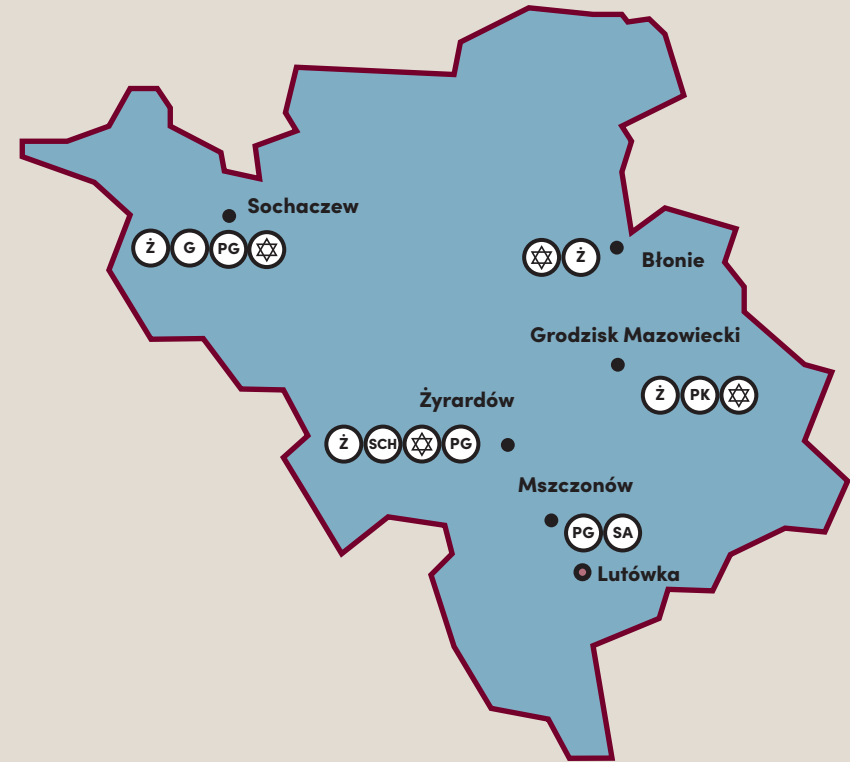 Sochaczew
Ż G PG
Ż
Błonie
Grodzisk Mazowiecki
Ż PK
Żyrardów
Ż SCH PG
Mszczonów
PG SA
Lutówka